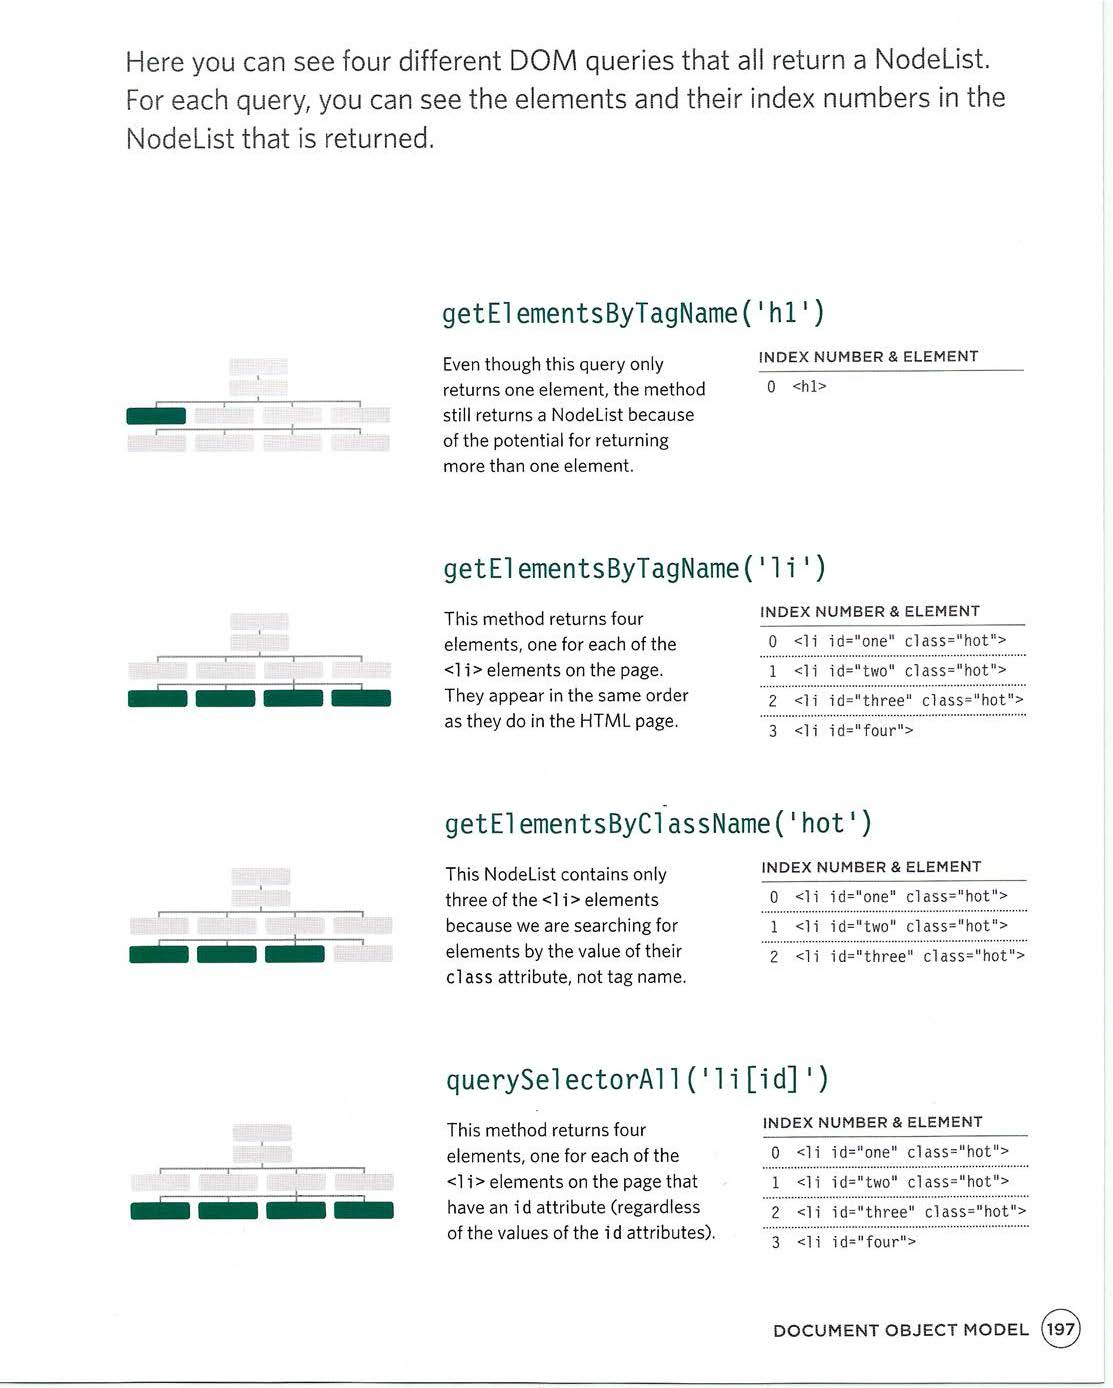 Here you can see four different DOM queries that all return a NodeList.
For each query, you can see the elements and their index numbers in the
NodeList that is returned.
getElementsByTagName('h1')
Even though this query only
returns one element, the method
still returns a NodeList because
of the potential for returning
more than one element.
INDEX NUMBER & ELEMENT
0 <h1>
getElementsByTagName('li')
This method returns four
elements, one for each of the
<li> elements on the page.
They appear in the same order
as they do in the HTML page.
INDEX NUMBER & ELEMENT
0 <li id="one" class="hot">
1 <li id="two" class="hot">
2 <li id="three" class="hot">
3 <li id="four">
getElementsByClassName('hot')
This NodeList contains only
three of the <li> elements
because we are searching for
elements by the value of their
class attribute, not tag name.
INDEX NUMBER & ELEMENT
0 <li id="one" class="hot">
1 <li id="two" class="hot">
2 <li id="three" class="hot">
querySelectorAll('li[id]')
This method returns four
elements, one for each of the
<li> elements on the page that
have an id attribute (regardless
of the values of the id attributes).
INDEX NUMBER & ELEMENT
0 <li id="one" class="hot">
1 <li id="two" class="hot">
2 <li id="three" class="hot">
3 <li id="four">
DOCUMENT OBJECT MODEL 197